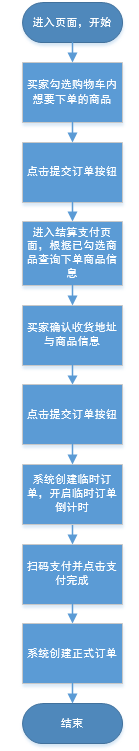 进入页面，开始
买家勾选购物车内
想要下单的商品
点击提交订单按钮
进入结算支付页
面，根据已勾选商
品查询下单商品信
息
买家确认收货地址
与商品信息
点击提交订单按钮
系统创建临时订
单，开启临时订单
倒计时
扫码支付并点击支
付完成
系统创建正式订单
结束